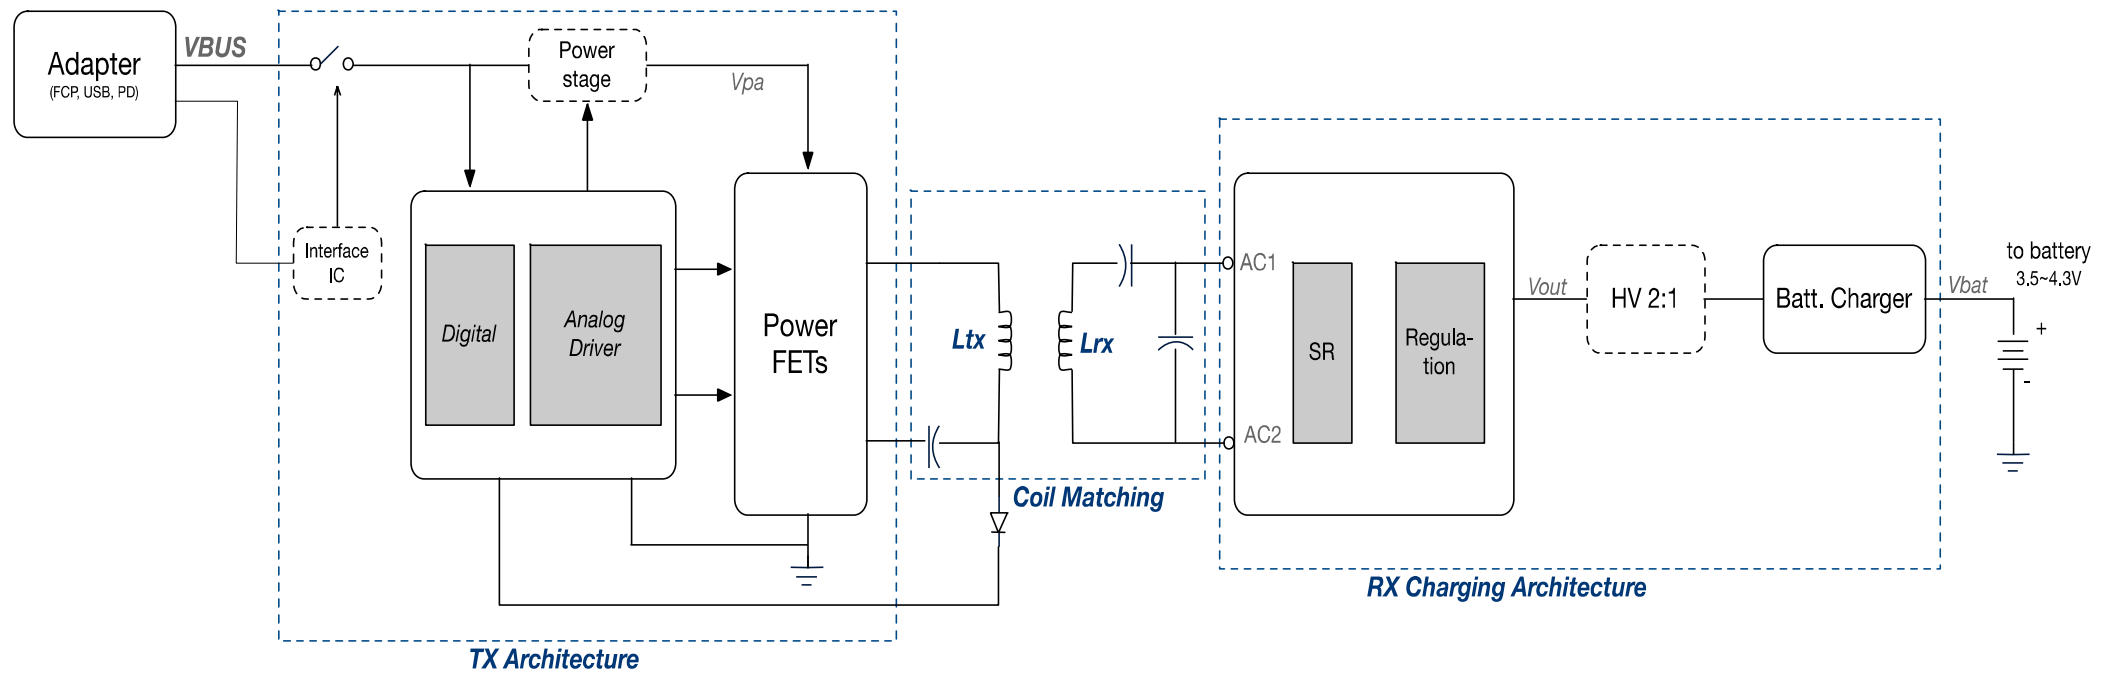 Adapter
(FCP, USB, PD)
VBUS
Power
stage
Vpa
Interface
IC
Digital
Analog
Driver
Power
FETs
Ltx
Lrx
Coil Matching
AC1
AC2
SR
Regula-
tion
Vout
HV 2:1
Batt. Charger
Vbat
to battery
3.5~4.3V
+
-
RX Charging Architecture
TX Architecture